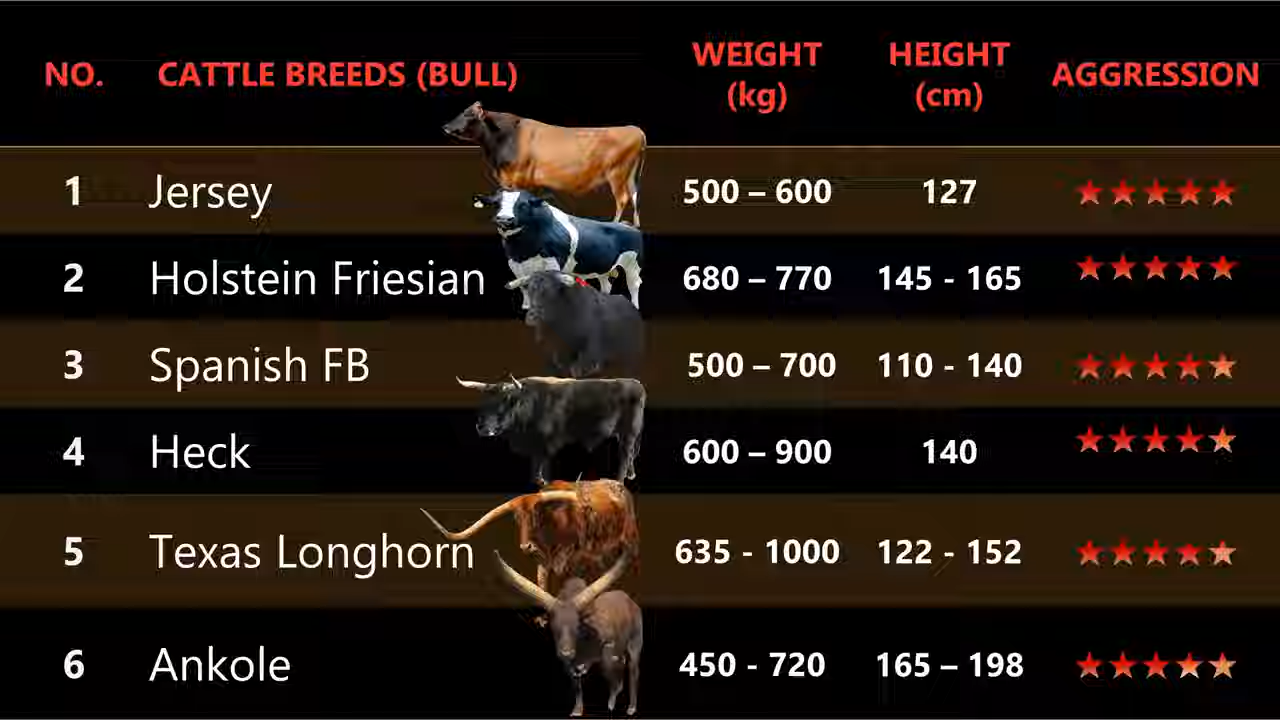 NO. CATTLE BREEDS (BULL) WEIGHT (kg) HEIGHT (cm) AGGRESSION
1 Jersey 500 – 600 127
2 Holstein Friesian 680 – 770 145 - 165
3 Spanish FB 500 – 700 110 - 140
4 Heck 600 – 900 140
5 Texas Longhorn 635 - 1000 122 - 152
6 Ankole 450 - 720 165 – 198